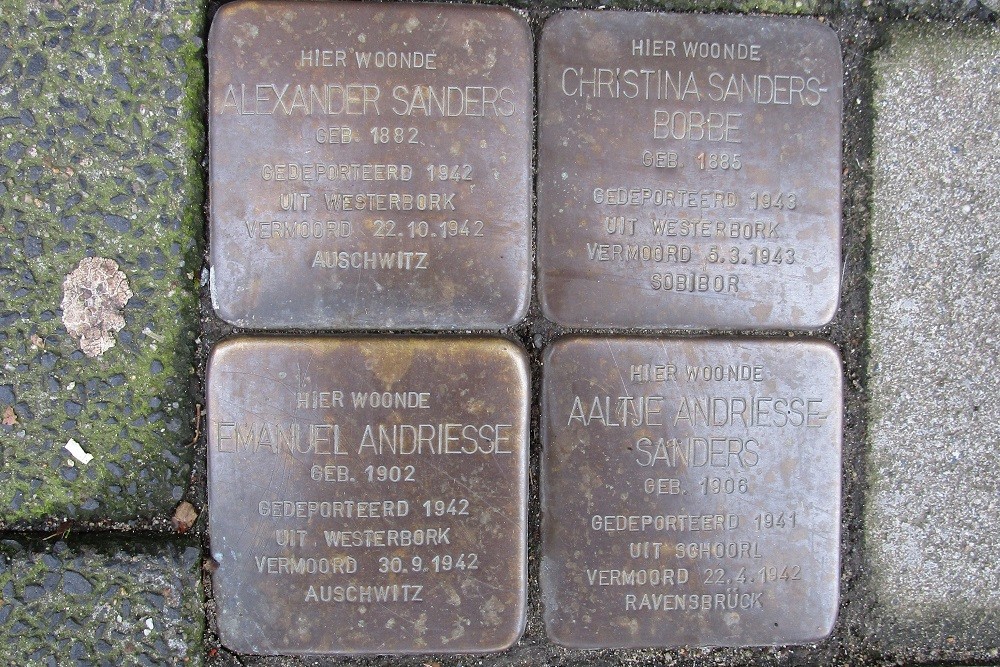 HIER WOONDE
ALEXANDER SANDERS
GEB. 1882
GEDEPORTEERD 1942
UIT WESTERBORK
VERMOORD 22.10.1942
AUSCHWITZ
HIER WOONDE
CHRISTINA SANDERS-
BOBBE
GEB. 1885
GEDEPORTEERD 1943
UIT WESTERBORK
VERMOORD 5.3.1943
SOBIBOR
HIER WOONDE
EMANUEL ANDRIESSE
GEB. 1902
GEDEPORTEERD 1942
UIT WESTERBORK
VERMOORD 30.9.1942
AUSCHWITZ
HIER WOONDE
AALTJE ANDRIESSE-
SANDERS
GEB. 1906
GEDEPORTEERD 1941
UIT SCHOORL
VERMOORD 22.4.1942
RAVENSBRÜCK